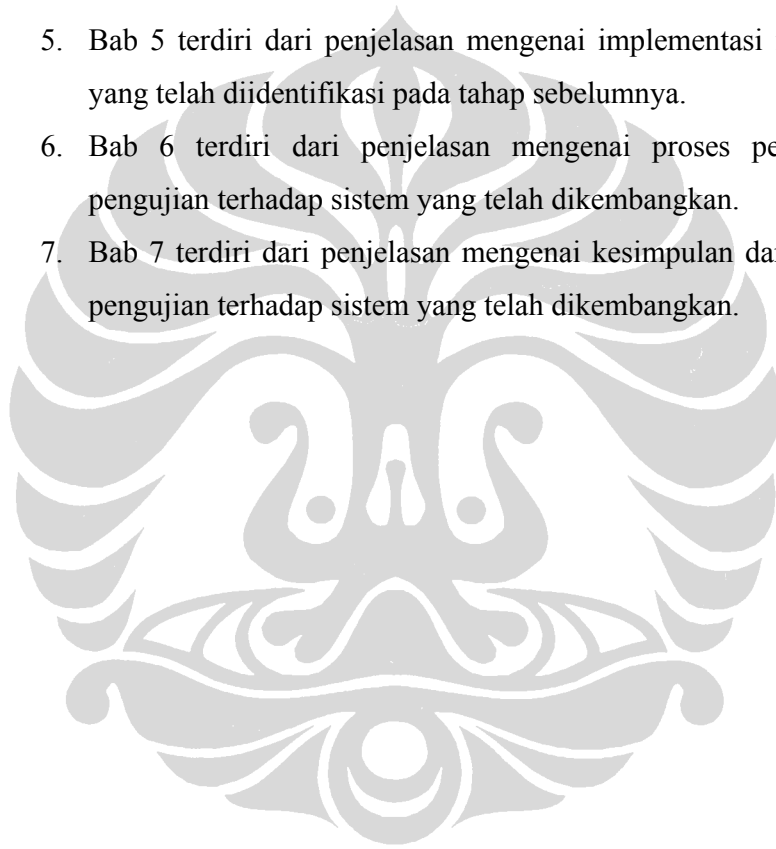 5. Bab 5 terdiri dari penjelasan mengenai implementasi
yang telah diidentifikasi pada tahap sebelumnya.
6. Bab 6 terdiri dari penjelasan mengenai proses
pengujian terhadap sistem yang telah dikembangkan.
7. Bab 7 terdiri dari penjelasan mengenai kesimpulan
pengujian terhadap sistem yang telah dikembangkan.